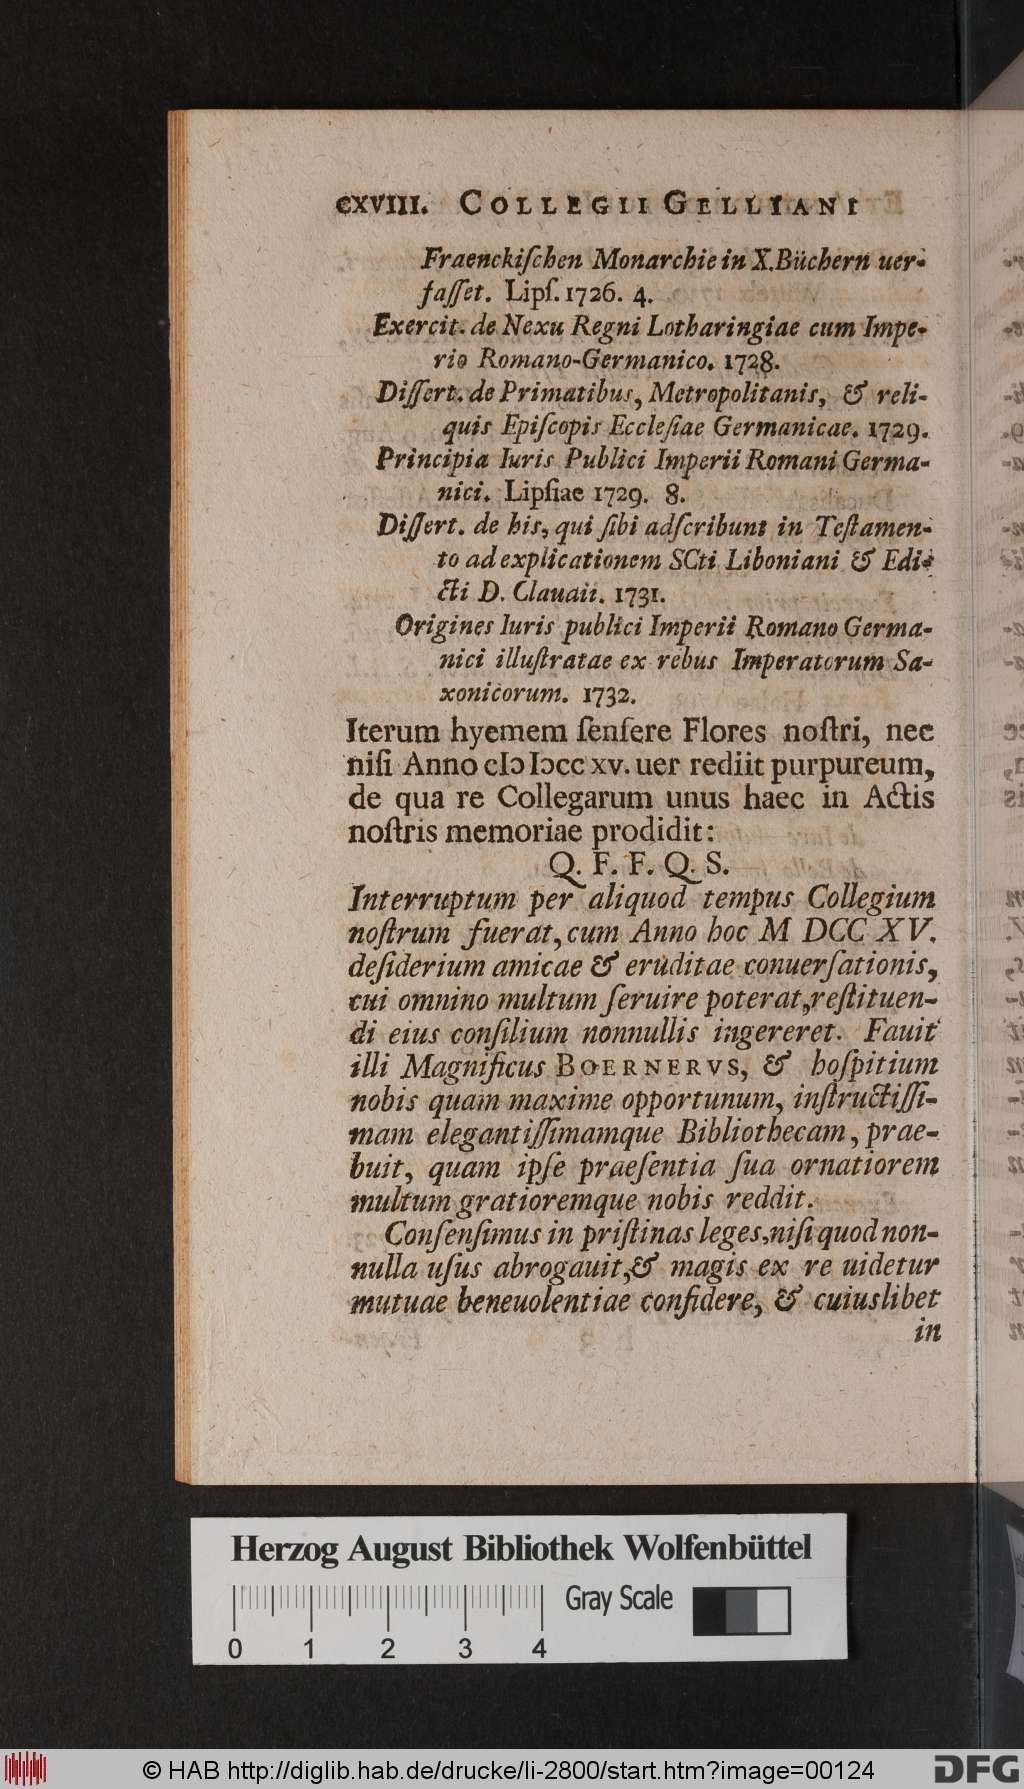 CXVIII. COLLEGII GELLIANI
Fraenckiſchen Monarchie in X. Büchern uer-
faſſet. Lipſ. 1726. 4.
Exercit. de Nexu Regni Lotharingiae cum Impe-
rio Romano-Germanico. 1728.
Diſſert. de Primatibus, Metropolitanis, & reli-
quis Epiſcopis Eccleſiae Germanicae. 1729.
Principia Iuris Publici Imperii Romani Germa-
nici. Lipſiae 1729. 8.
Diſſert. de his, qui ſibi adſcribunt in Teſtamen-
to ad explicationem SCti Liboniani & Edi-
cti D. Clauaii. 1731.
Origines Iuris publici Imperii Romano Germa-
nici illuſtratae ex rebus Imperatorum Sa-
xonicorum. 1732.
Iterum hyemem ſenſere Flores noſtri, nec
niſi Anno cIↄ Iↄcc xv. uer rediit purpureum,
de qua re Collegarum unus haec in Actis
noſtris memoriae prodidit:
Q. F. F. Q. S.
Interruptum per aliquod tempus Collegium
noſtrum fuerat, cum Anno hoc M DCC XV.
deſiderium amicae & eruditae conuerſationis,
cui omnino multum ſeruire poterat, reſtituen-
di eius conſilium nonnullis ingereret. Fauit
illi Magnificus BOERNERVS, & hoſpitium
nobis quam maxime opportunum, inſtructiſſi-
mam elegantiſſimamque Bibliothecam, prae-
buit, quam ipſe praeſentia ſua ornatiorem
multum gratioremque nobis reddit.
Conſenſimus in priſtinas leges, niſi quod non-
nulla uſus abrogauit, & magis ex re uidetur
mutuae beneuolentiae confidere, & cuiuslibet
in
Herzog August Bibliothek Wolfenbüttel
Gray Scale
0 1 2 3 4
© HAB http://diglib.hab.de/drucke/li-2800/start.htm?image=00124
DFG